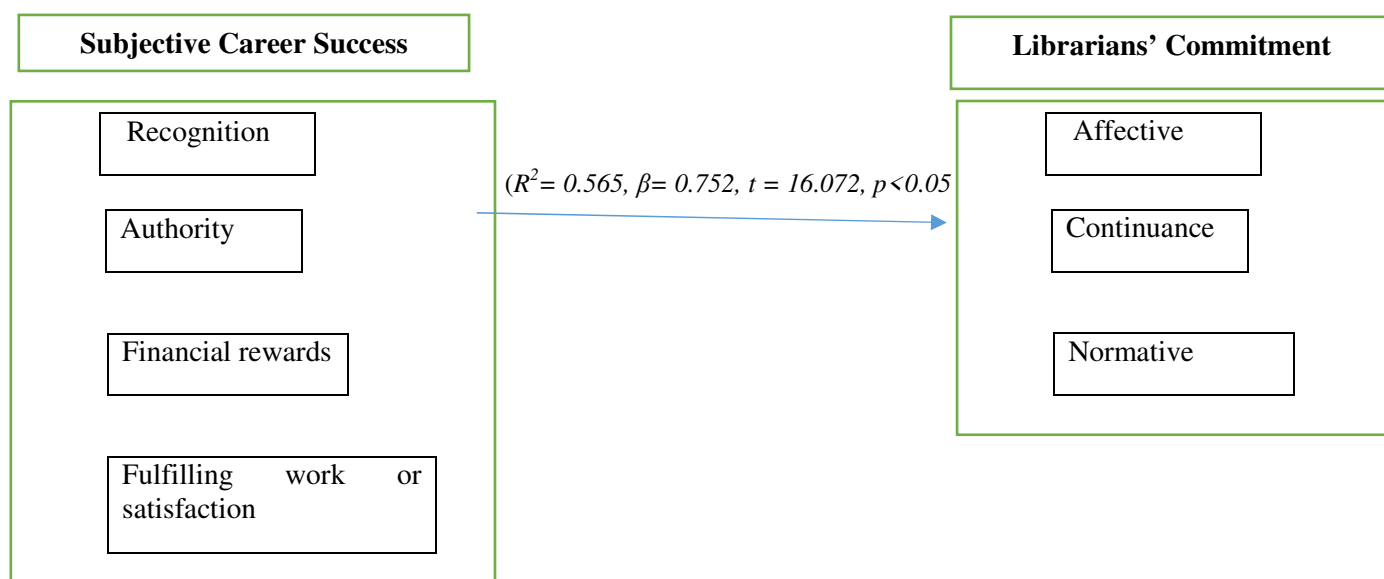 Subjective Career Success
Librarians’ Commitment
Recognition
Authority
Financial rewards
Fulfilling work or
satisfaction
(R²= 0.565, β= 0.752, t = 16.072, p<0.05
Affective
Continuance
Normative